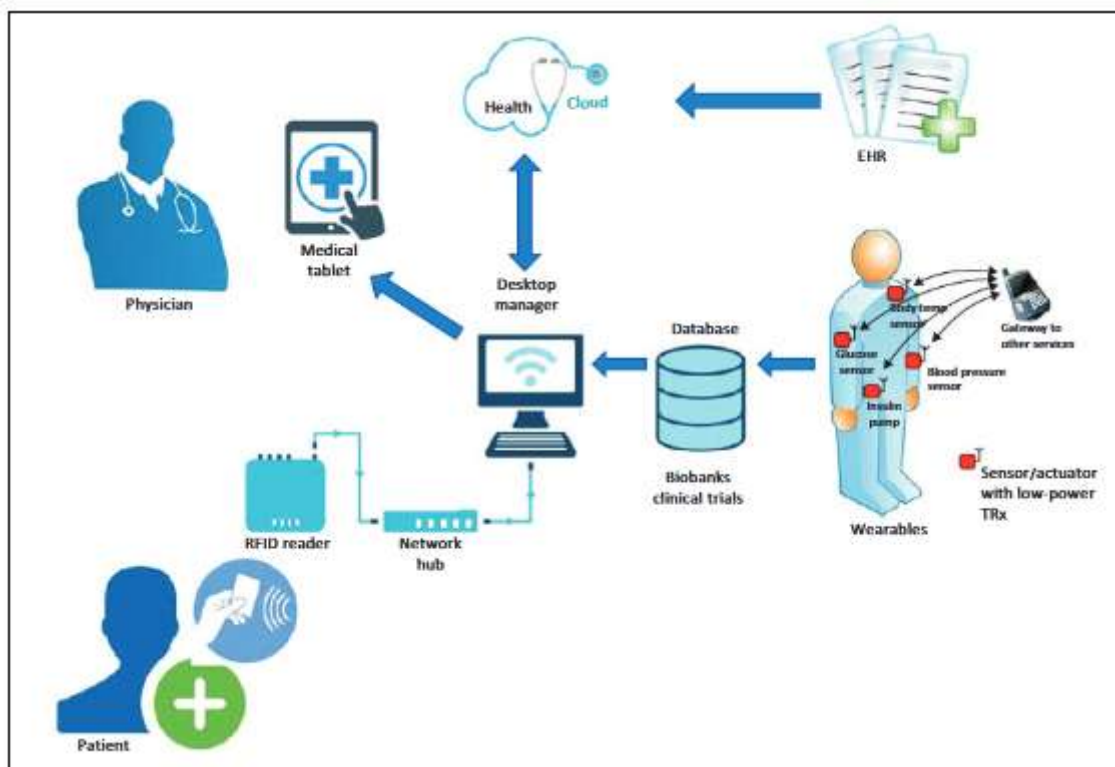 Health
Cloud
EHR
Medical
tablet
Physician
Desktop
manager
Database
Body temp
sensor
Gateway to
other services
Glucose
sensor
Blood pressure
sensor
Insulin
pump
Biobanks
clinical trials
Sensor/actuator
with low-power
TRx
Wearables
RFID reader
Network
hub
Patient